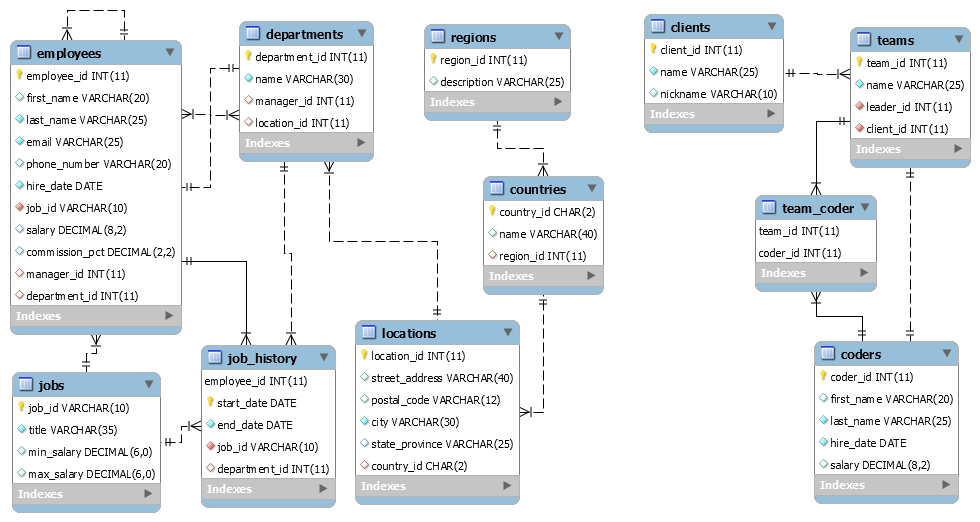 employees
employee_id INT(11)
first_name VARCHAR(20)
last_name VARCHAR(25)
email VARCHAR(25)
phone_number VARCHAR(20)
hire_date DATE
job_id VARCHAR(10)
salary DECIMAL(8,2)
commission_pct DECIMAL(2,2)
manager_id INT(11)
department_id INT(11)
Indexes
departments
department_id INT(11)
name VARCHAR(30)
manager_id INT(11)
location_id INT(11)
Indexes
regions
region_id INT(11)
description VARCHAR(25)
Indexes
clients
client_id INT(11)
name VARCHAR(25)
nickname VARCHAR(10)
Indexes
teams
team_id INT(11)
name VARCHAR(25)
leader_id INT(11)
client_id INT(11)
Indexes
countries
country_id CHAR(2)
name VARCHAR(40)
region_id INT(11)
Indexes
team_coder
team_id INT(11)
coder_id INT(11)
Indexes
jobs
job_id VARCHAR(10)
title VARCHAR(35)
min_salary DECIMAL(6,0)
max_salary DECIMAL(6,0)
Indexes
job_history
employee_id INT(11)
start_date DATE
end_date DATE
job_id VARCHAR(10)
department_id INT(11)
Indexes
locations
location_id INT(11)
street_address VARCHAR(40)
postal_code VARCHAR(12)
city VARCHAR(30)
state_province VARCHAR(25)
country_id CHAR(2)
Indexes
coders
coder_id INT(11)
first_name VARCHAR(20)
last_name VARCHAR(25)
hire_date DATE
salary DECIMAL(8,2)
Indexes